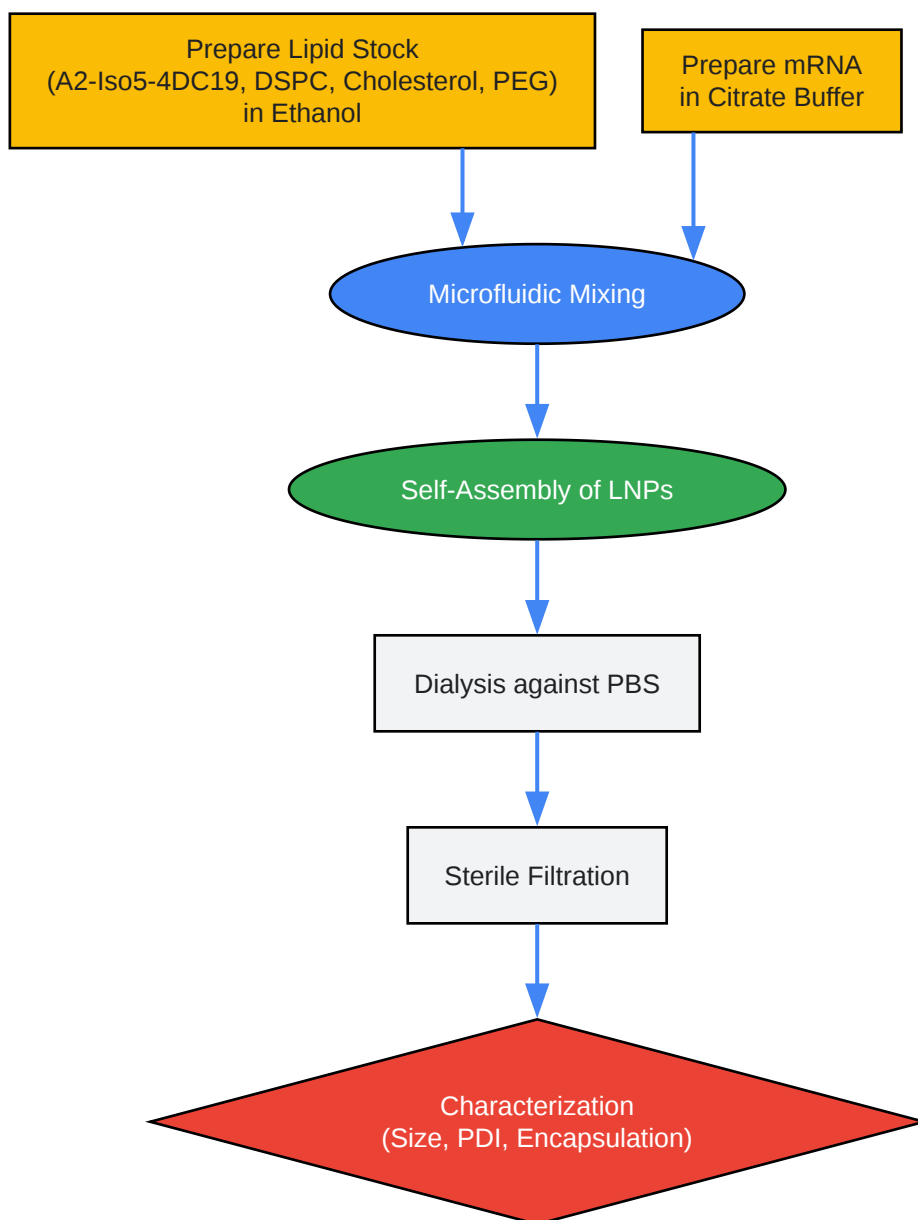 Prepare Lipid Stock
(A2-Iso5-4DC19, DSPC, Cholesterol, PEG)
in Ethanol
Prepare mRNA
in Citrate Buffer
Microfluidic Mixing
Self-Assembly of LNPs
Dialysis against PBS
Sterile Filtration
Characterization
(Size, PDI, Encapsulation)